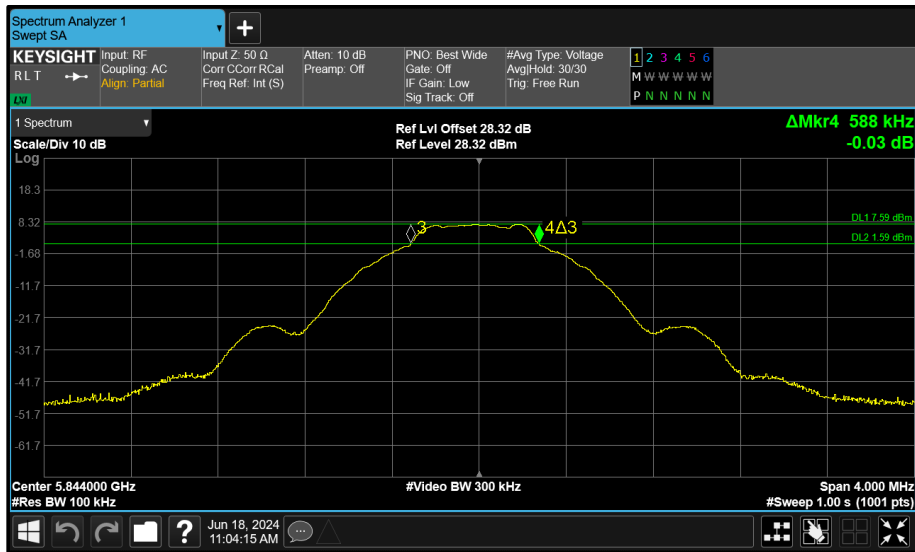 Spectrum Analyzer 1
Swept SA
+
KEYSIGHT
R L T
LXI
Input: RF
Coupling: AC
Align: Partial
Input Z: 50 Ω
Corr CCorr RCal
Freq Ref: Int (S)
Atten: 10 dB
Preamp: Off
PNO: Best Wide
Gate: Off
IF Gain: Low
Sig Track: Off
#Avg Type: Voltage
Avg|Hold: 30/30
Trig: Free Run
1 2 3 4 5 6
M W W W W W
P N N N N N
1 Spectrum
Scale/Div 10 dB
Ref Lvl Offset 28.32 dB
Ref Level 28.32 dBm
ΔMkr4 588 kHz
-0.03 dB
Log
18.3
8.32
-1.68
-11.7
-21.7
-31.7
-41.7
-51.7
-61.7
3
4Δ3
DL1 7.59 dBm
DL2 1.59 dBm
Center 5.844000 GHz
#Res BW 100 kHz
#Video BW 300 kHz
Span 4.000 MHz
#Sweep 1.00 s (1001 pts)
?
Jun 18, 2024
11:04:15 AM